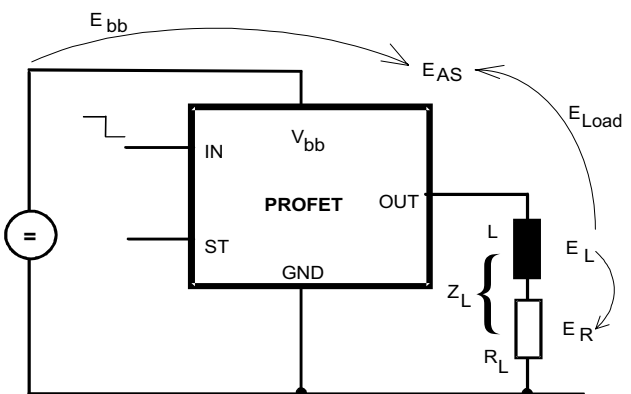 E bb
E AS
E Load
V bb
IN
PROFET
OUT
ST
GND
=
L
E L
Z L
E R
R L